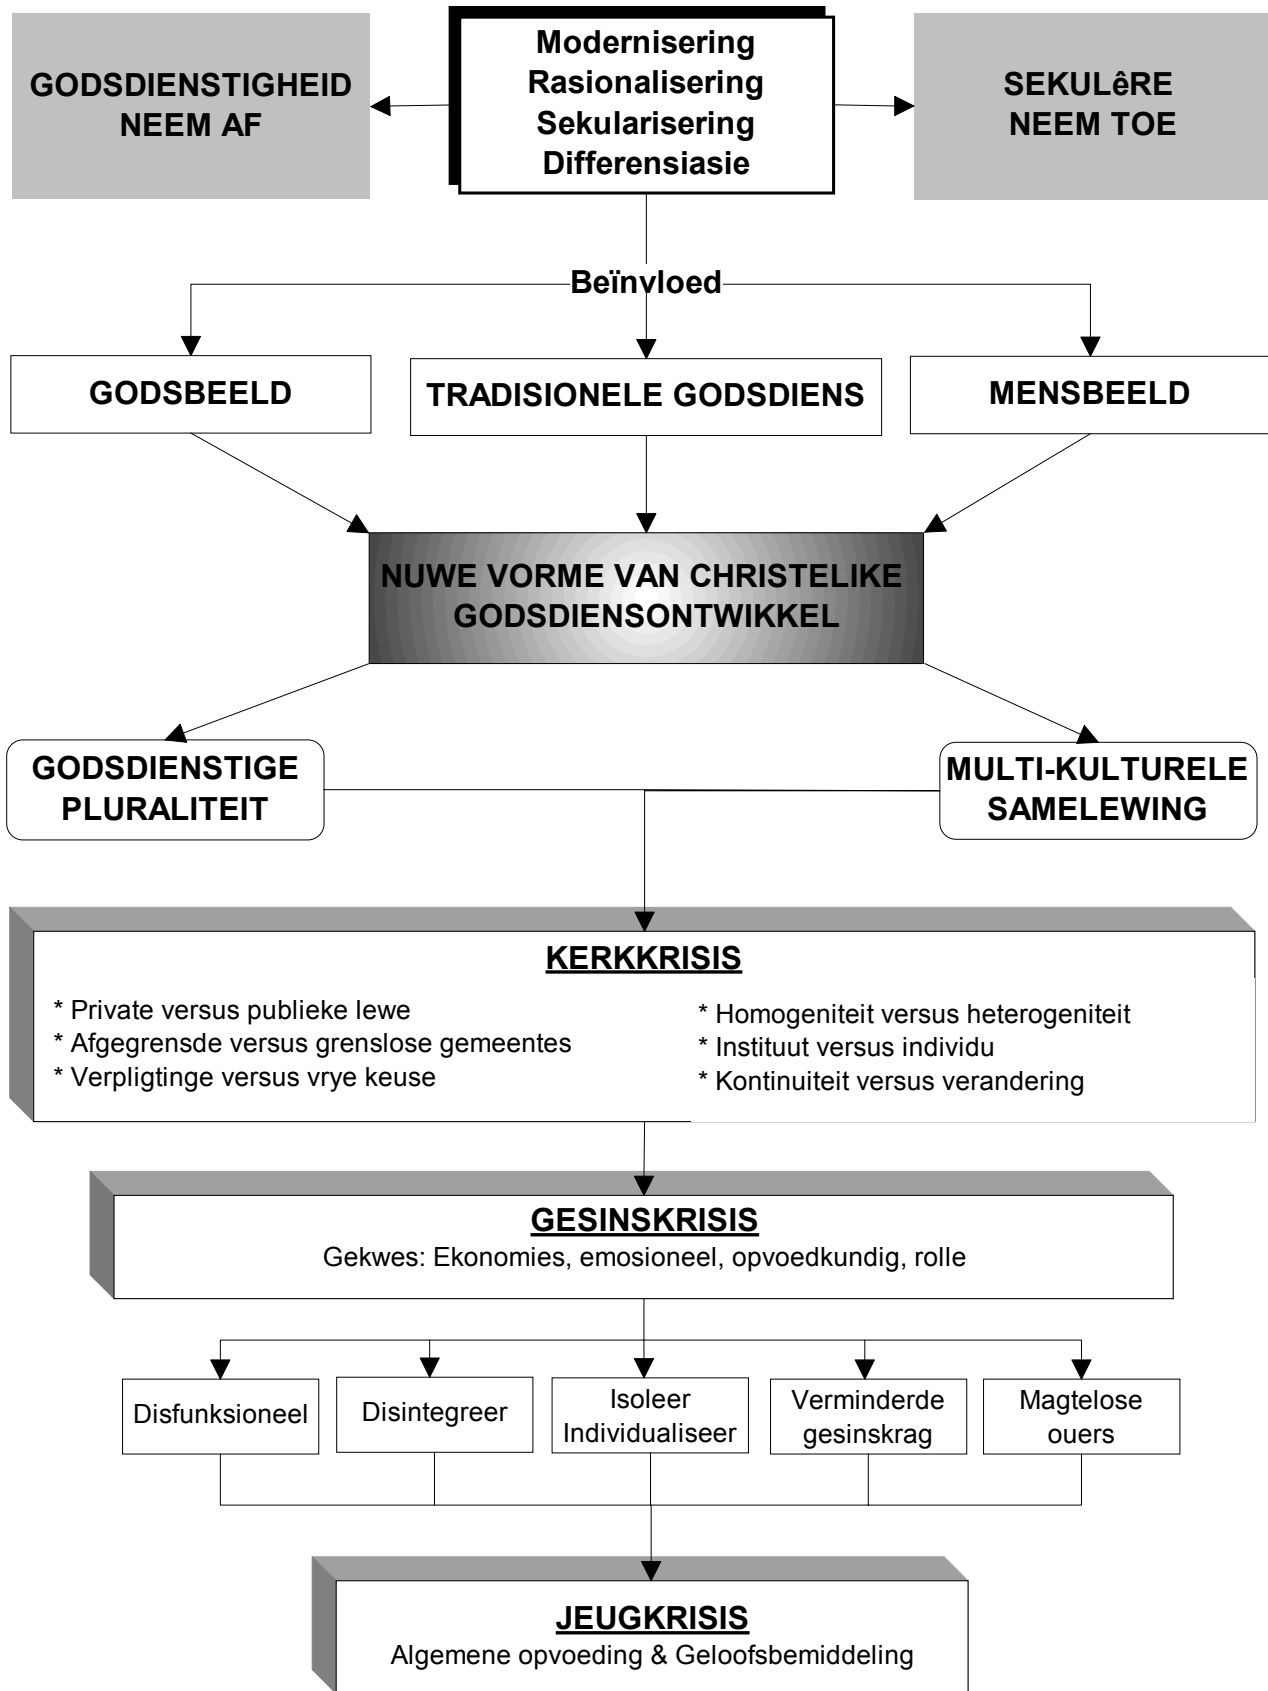 GODSDIENSTIGHEID
NEEM AF
Modernisering
Rasionalisering
Sekularisering
Differensiasie
SEKULêRE
NEEM TOE
Beïnvloed
GODSBEELD
TRADISIONELE GODSDIENS
MENSBEELD
NUWE VORME VAN CHRISTELIKE
GODSDIENSONTWIKKEL
GODSDIENSTIGE
PLURALITEIT
MULTI-KULTURELE
SAMELEWING
KERKKRISIS
* Private versus publieke lewe
* Afgegrensde versus grenslose gemeentes
* Verpligtinge versus vrye keuse
* Homogeniteit versus heterogeniteit
* Instituut versus individu
* Kontinuiteit versus verandering
GESINSKRISIS
Gekwes: Ekonomies, emosioneel, opvoedkundig, rolle
Disfunksioneel
Disintegreer
Isoleer
Individualiseer
Verminderde
gesinskrag
Magtelose
ouers
JEUGKRISIS
Algemene opvoeding & Geloofsbemiddeling